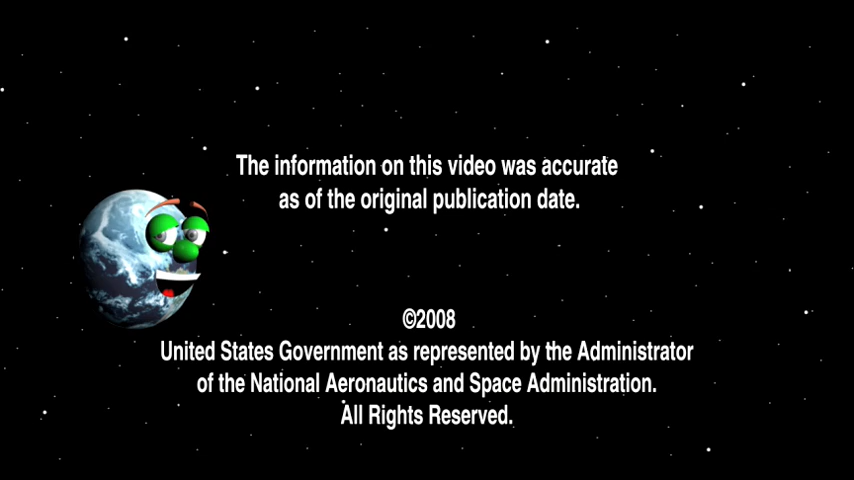 The information on this video was accurate
as of the original publication date.
©2008
United States Government as represented by the Administrator
of the National Aeronautics and Space Administration.
All Rights Reserved.